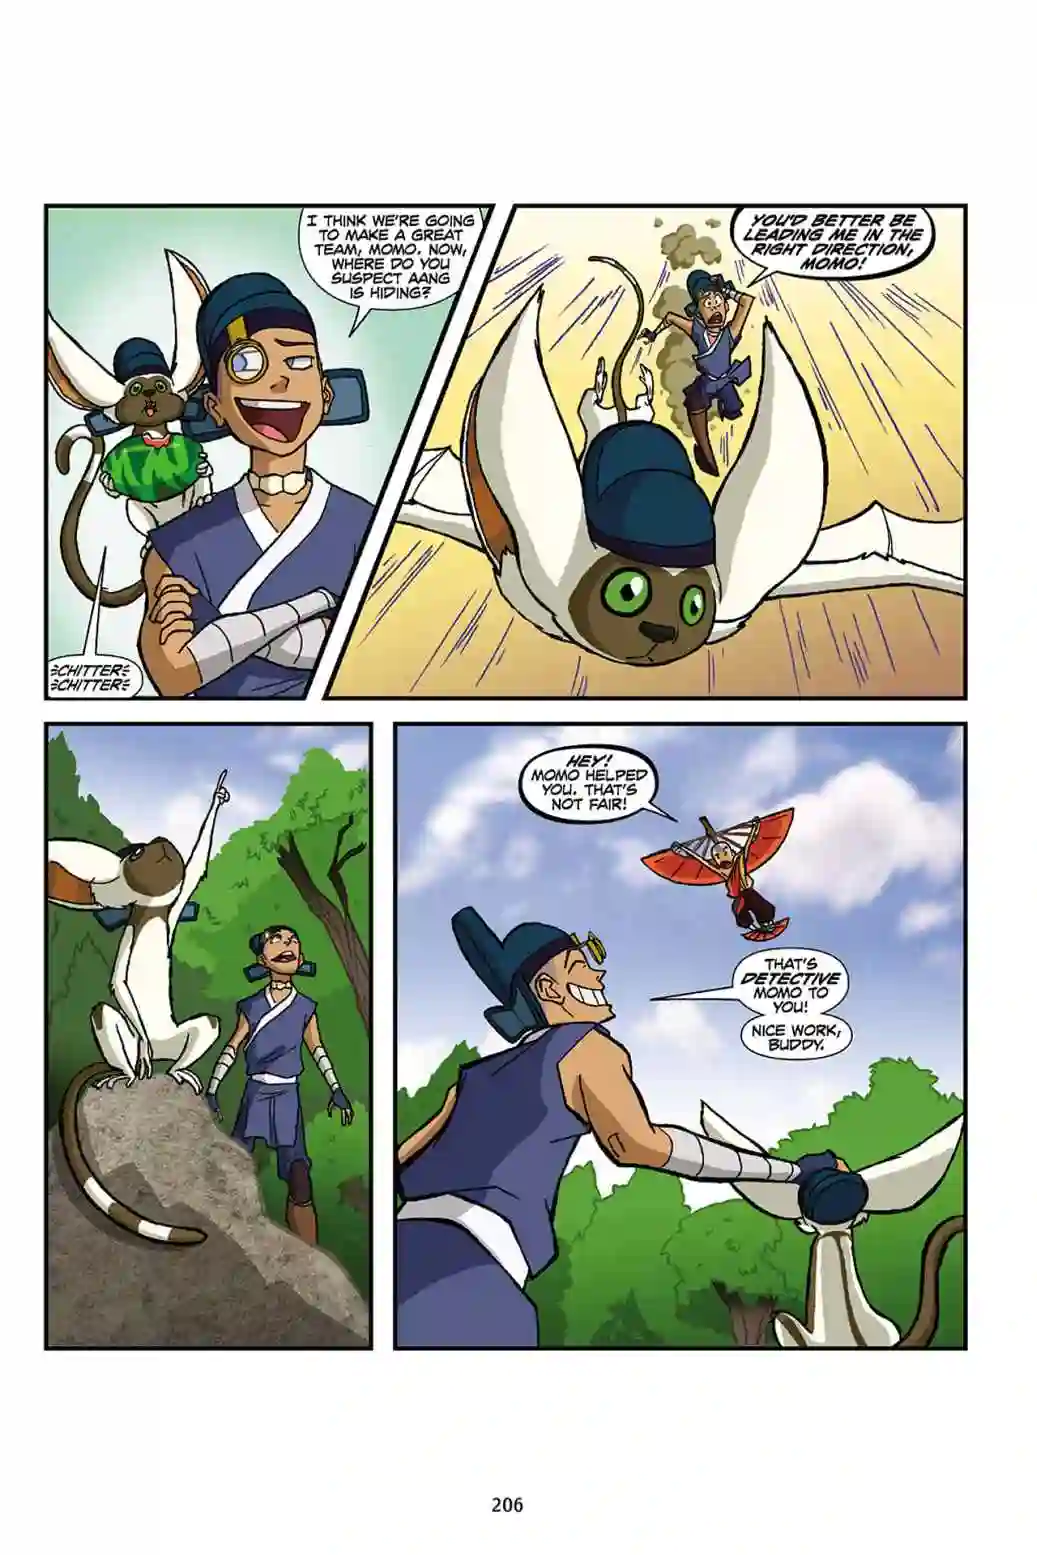 I THINK WE'RE GOING
TO MAKE A GREAT
TEAM, MOMO. NOW,
WHERE DO YOU
SUSPECT AANG
IS HIDING?
CHITTER
CHITTER
YOU'D BETTER BE
LEADING ME IN THE
RIGHT DIRECTION,
MOMO!
HEY!
MOMO HELPED
YOU. THAT'S
NOT FAIR!
THAT'S
DETECTIVE
MOMO TO
YOU!
NICE WORK,
BUDDY.
206